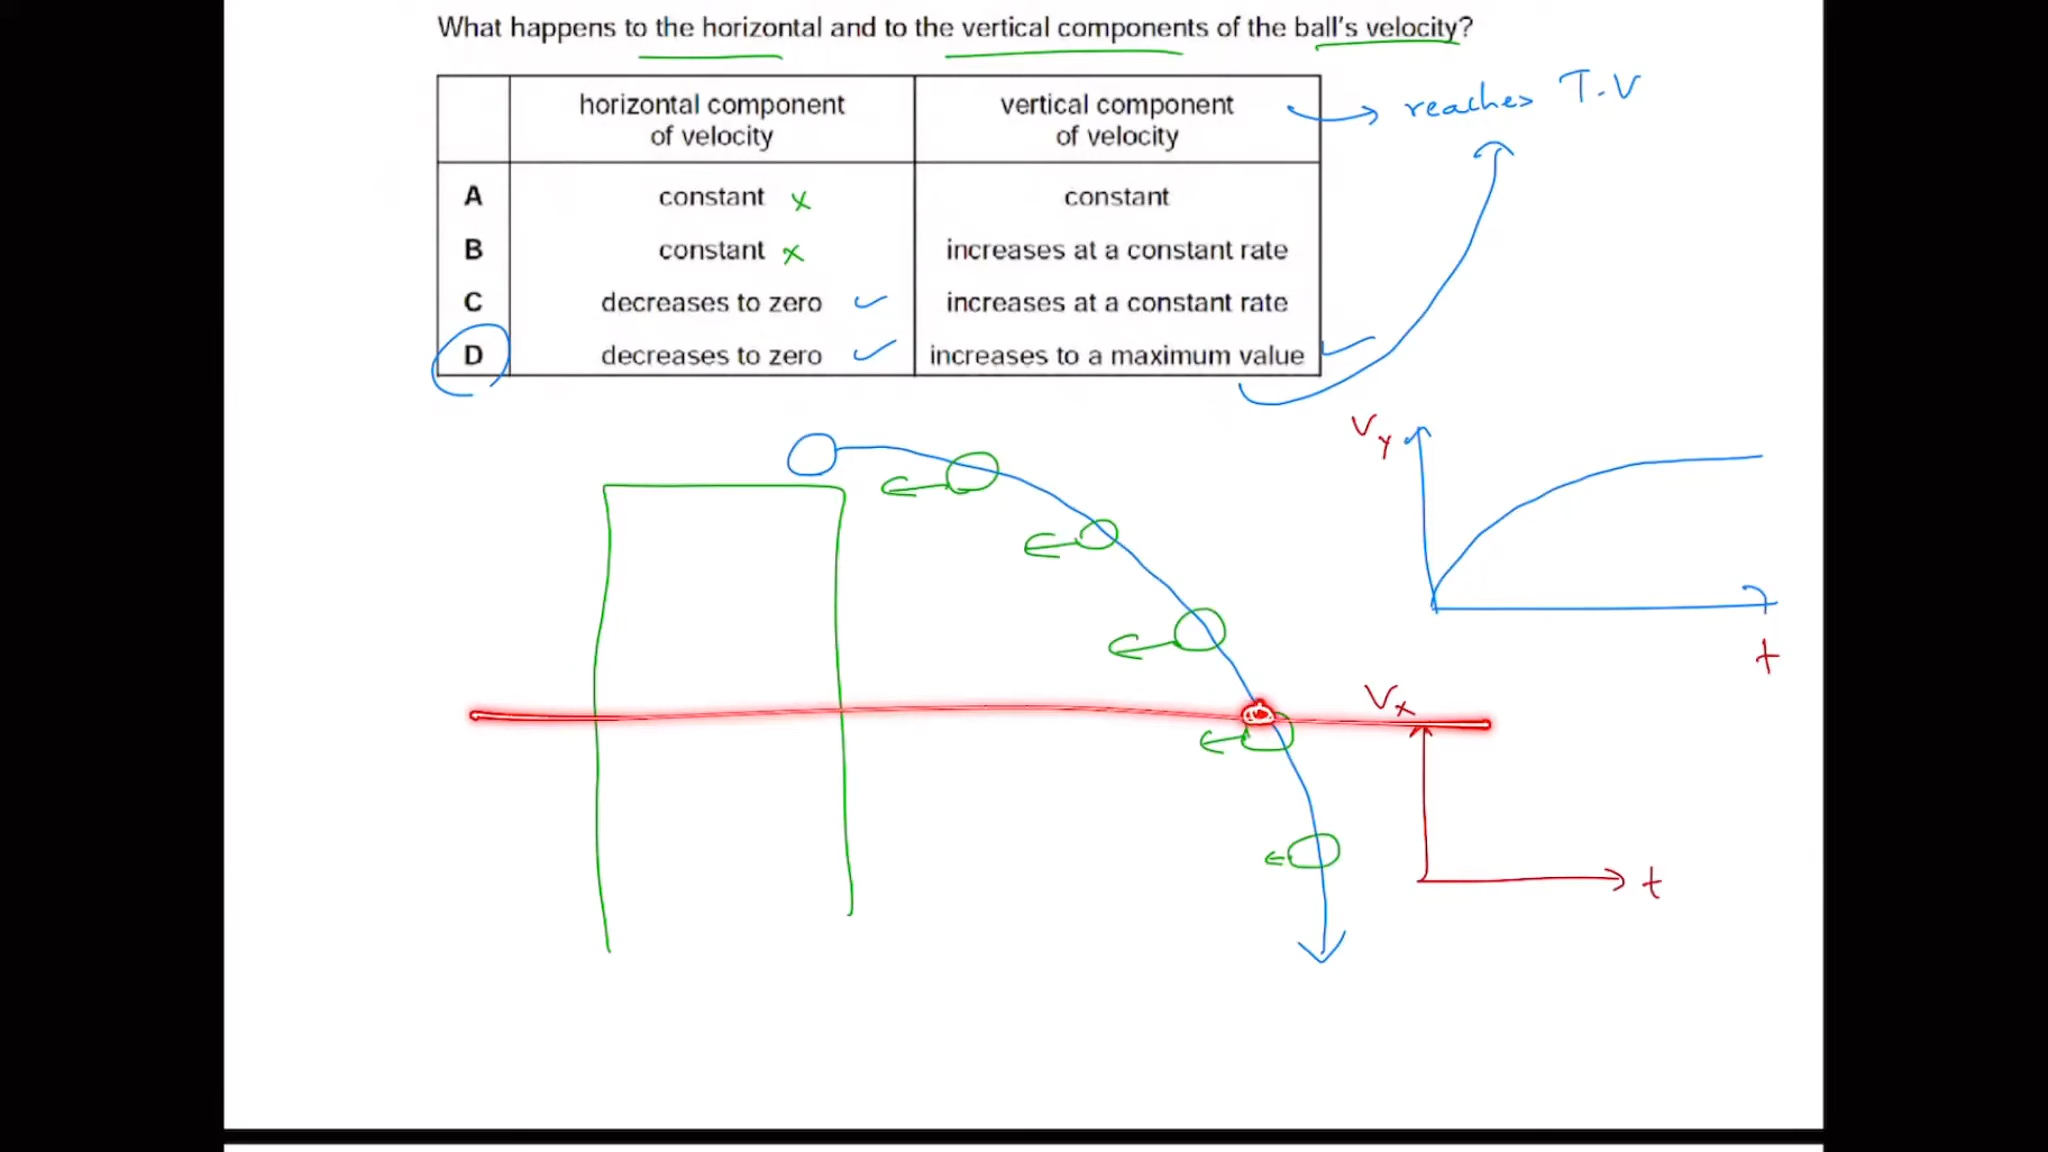 What happens to the horizontal and to the vertical components of the ball's velocity?
horizontal component of velocity
vertical component of velocity
reaches T.V
A constant x constant
B constant x increases at a constant rate
C decreases to zero ✓ increases at a constant rate
D decreases to zero ✓ increases to a maximum value ✓
Vy
t
Vx
t